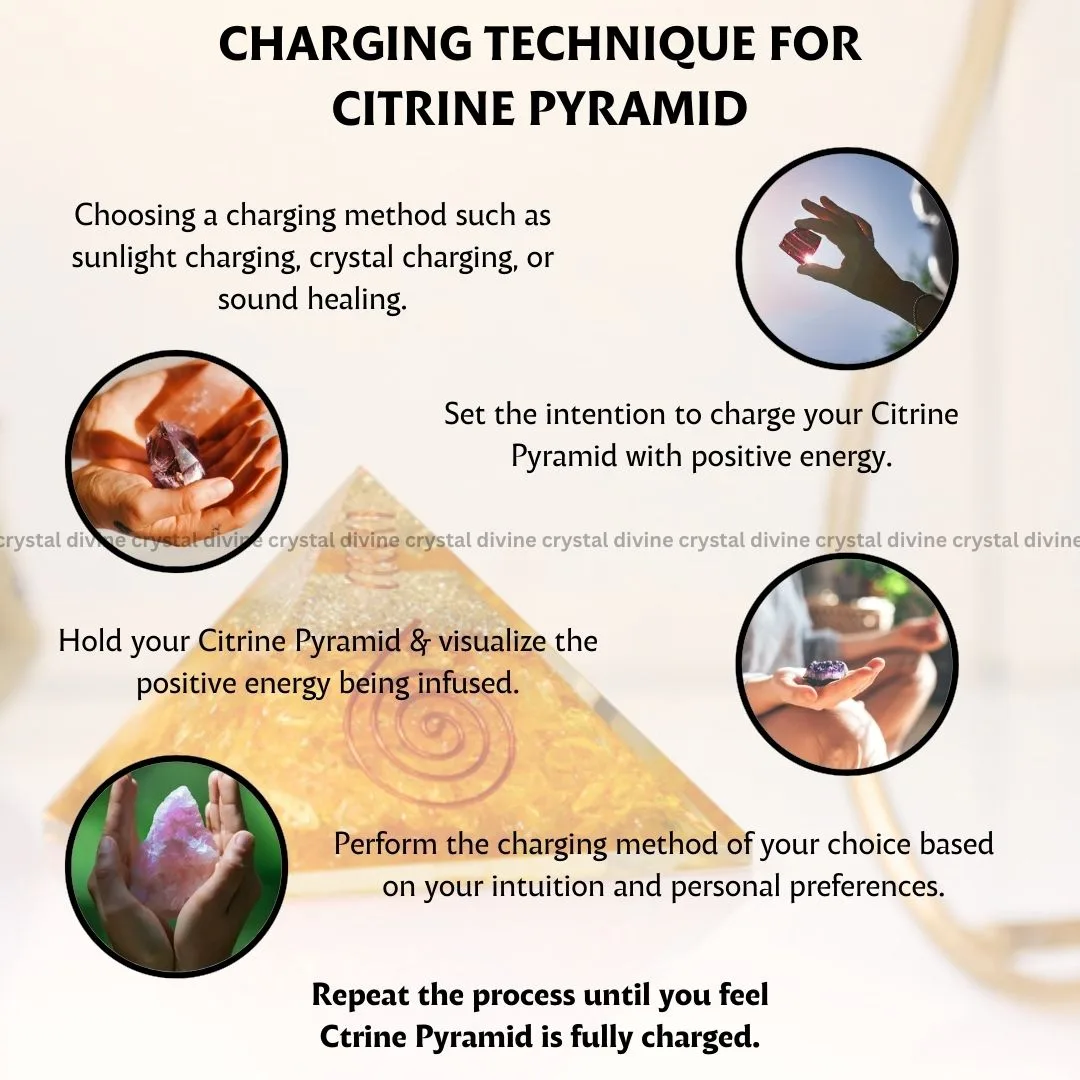 CHARGING TECHNIQUE FOR
CITRINE PYRAMID
Choosing a charging method such as
sunlight charging, crystal charging, or
sound healing.
Set the intention to charge your Citrine
Pyramid with positive energy.
crystal divine crystal divine crystal divine crystal divine crystal divine crystal divine crystal divine crystal divine
Hold your Citrine Pyramid & visualize the
positive energy being infused.
Perform the charging method of your choice based
on your intuition and personal preferences.
Repeat the process until you feel
Ctrine Pyramid is fully charged.